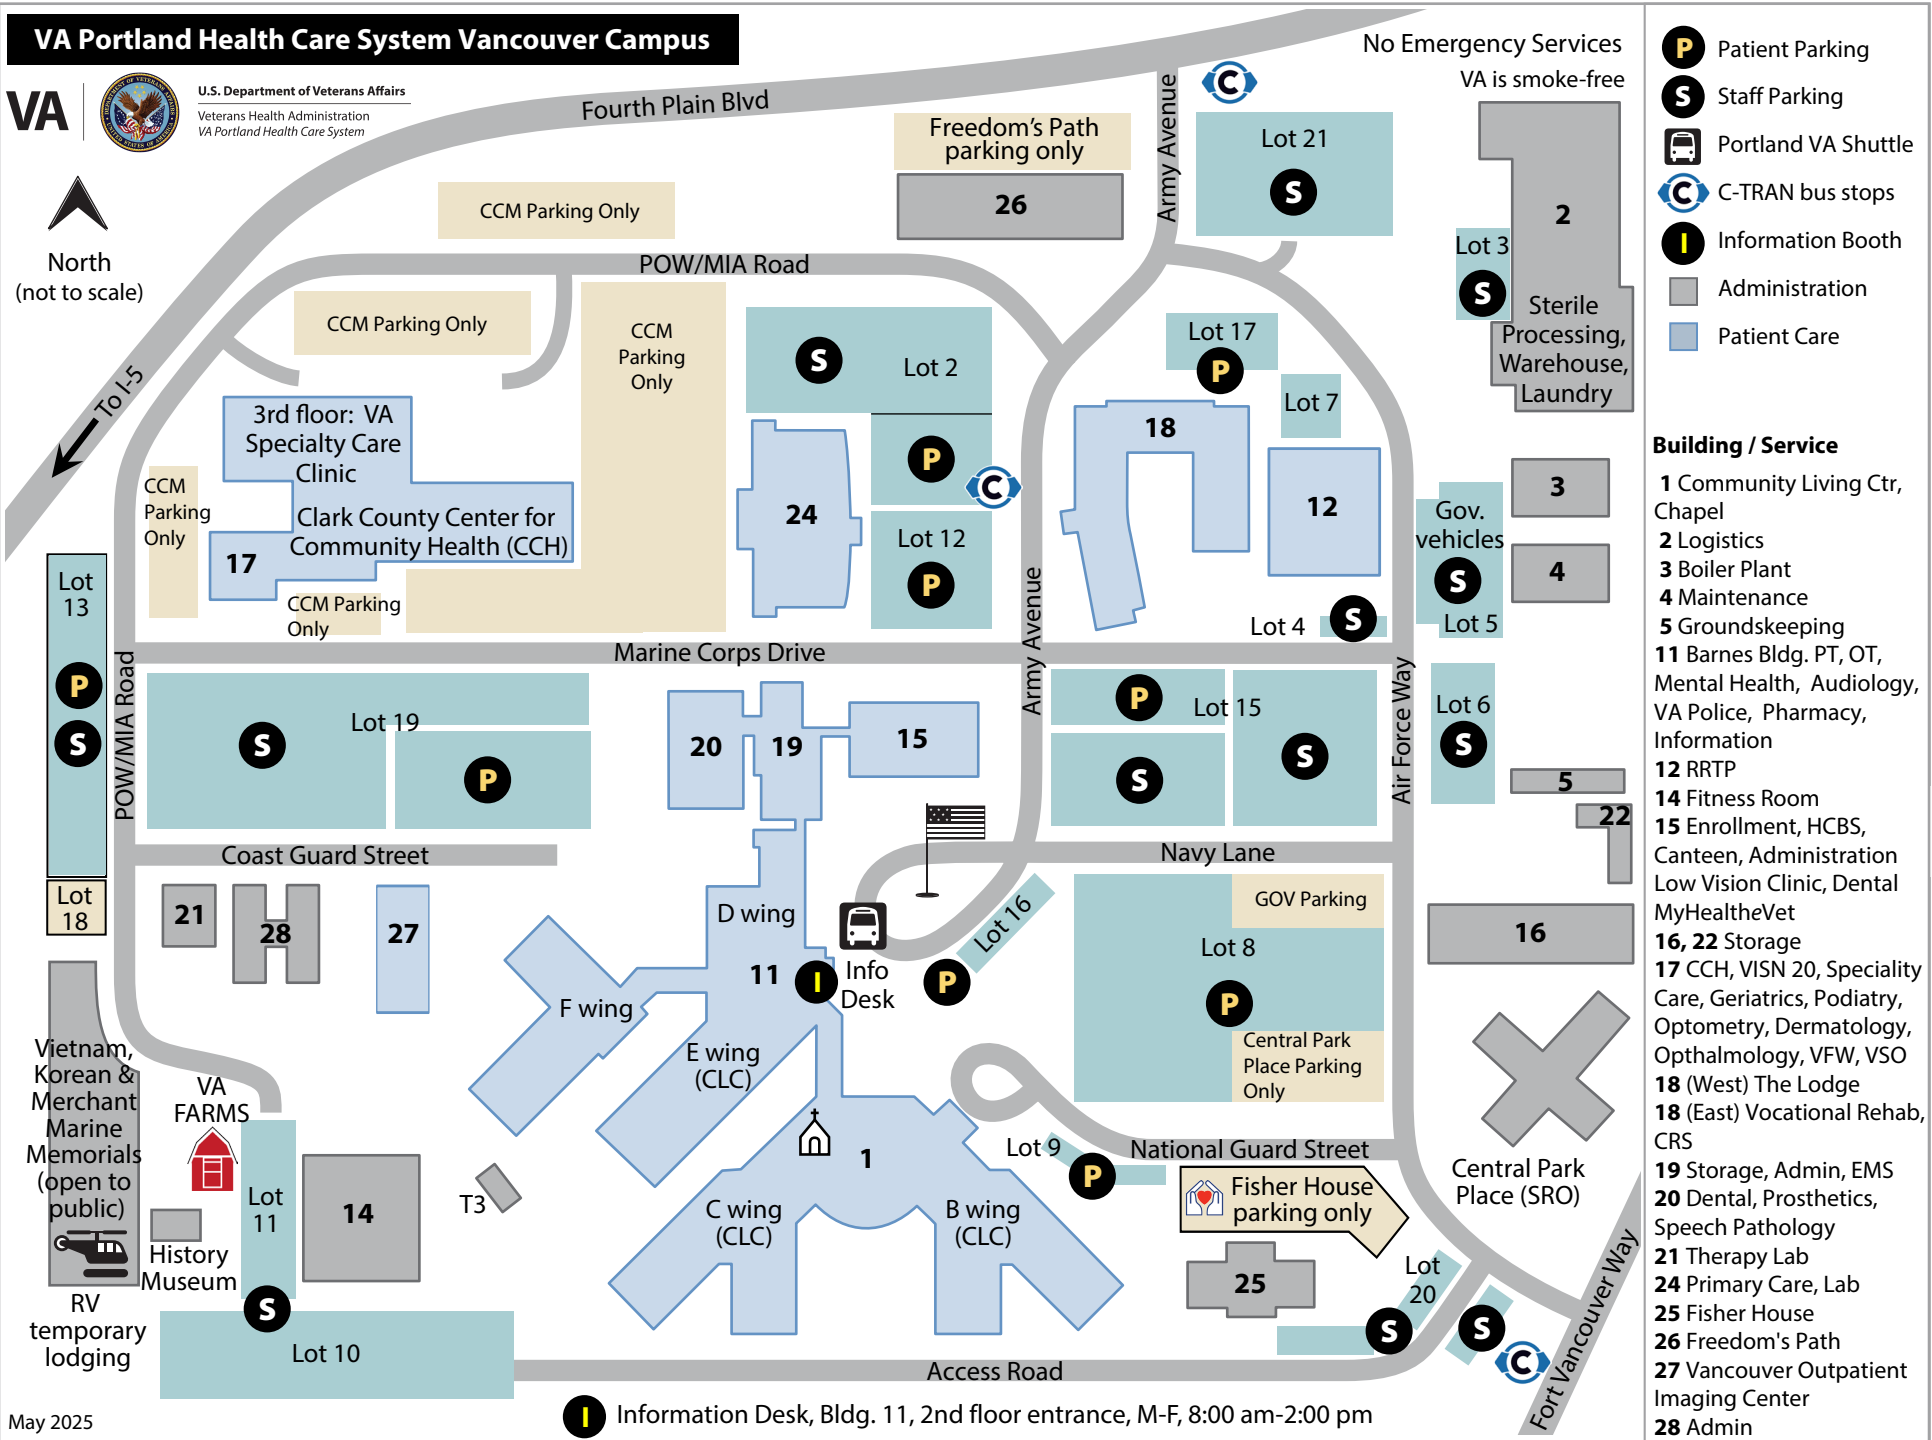 VA Portland Health Care System Vancouver Campus
VA
U.S. Department of Veterans Affairs
Veterans Health Administration
VA Portland Health Care System
North
(not to scale)
Fourth Plain Blvd
To I-5
No Emergency Services
VA is smoke-free
Army Avenue
C
Lot 21
S
Freedom's Path
parking only
26
CCM Parking Only
POW/MIA Road
CCM Parking Only
CCM
Parking
Only
S
Lot 2
P
C
Lot 12
P
24
Lot 17
P
Lot 7
18
12
Lot 3
S
2
Sterile
Processing,
Warehouse,
Laundry
3rd floor: VA
Specialty Care
Clinic
Clark County Center for
Community Health (CCH)
17
CCM
Parking
Only
CCM Parking
Only
3
4
Gov.
vehicles
S
Lot 5
Lot 4
S
Lot
13
P
S
POW/MIA Road
Marine Corps Drive
Army Avenue
Air Force Way
Lot 19
S
P
20
19
15
P
Lot 15
S
S
Lot 6
S
5
22
Coast Guard Street
Navy Lane
Lot
18
21
28
27
D wing
11
I
Info
Desk
P
Lot 16
GOV Parking
Lot 8
P
Central Park
Place Parking
Only
16
F wing
E wing
(CLC)
Vietnam,
Korean &
Merchant
Marine
Memorials
(open to
public)
VA
FARMS
Lot
11
14
T3
History
Museum
RV
temporary
lodging
S
Lot 10
1
C wing
(CLC)
B wing
(CLC)
Lot 9
P
National Guard Street
Fisher House
parking only
25
Central Park
Place (SRO)
Lot
20
S
S
C
Fort Vancouver Way
Access Road
I Information Desk, Bldg. 11, 2nd floor entrance, M-F, 8:00 am-2:00 pm
May 2025
P Patient Parking
S Staff Parking
Portland VA Shuttle
C C-TRAN bus stops
I Information Booth
Administration
Patient Care
Building / Service
1 Community Living Ctr,
Chapel
2 Logistics
3 Boiler Plant
4 Maintenance
5 Groundskeeping
11 Barnes Bldg. PT, OT,
Mental Health, Audiology,
VA Police, Pharmacy,
Information
12 RRTP
14 Fitness Room
15 Enrollment, HCBS,
Canteen, Administration
Low Vision Clinic, Dental
MyHealtheVet
16, 22 Storage
17 CCH, VISN 20, Speciality
Care, Geriatrics, Podiatry,
Optometry, Dermatology,
Opthalmology, VFW, VSO
18 (West) The Lodge
18 (East) Vocational Rehab,
CRS
19 Storage, Admin, EMS
20 Dental, Prosthetics,
Speech Pathology
21 Therapy Lab
24 Primary Care, Lab
25 Fisher House
26 Freedom's Path
27 Vancouver Outpatient
Imaging Center
28 Admin